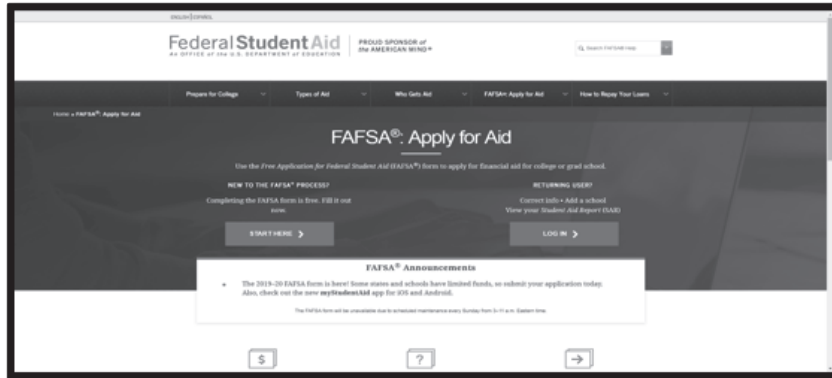 ENGLISH | ESPAÑOL
Federal Student Aid
An OFFICE of the U.S. DEPARTMENT of EDUCATION
PROUD SPONSOR of
the AMERICAN MIND®
Search FAFSA® Help
Prepare for College
Types of Aid
Who Gets Aid
FAFSA®: Apply for Aid
How to Repay Your Loans
Home » FAFSA®: Apply for Aid
FAFSA®: Apply for Aid
Use the Free Application for Federal Student Aid (FAFSA®) form to apply for financial aid for college or grad school.
NEW TO THE FAFSA® PROCESS?
Completing the FAFSA form is free. Fill it out
now.
START HERE
RETURNING USER?
Correct info • Add a school
View your Student Aid Report (SAR)
LOG IN
FAFSA® Announcements
The 2019–20 FAFSA form is here! Some states and schools have limited funds, so submit your application today.
Also, check out the new myStudentAid app for iOS and Android.
The FAFSA form will be unavailable due to scheduled maintenance every Sunday from 3–11 a.m. Eastern time.
$
?